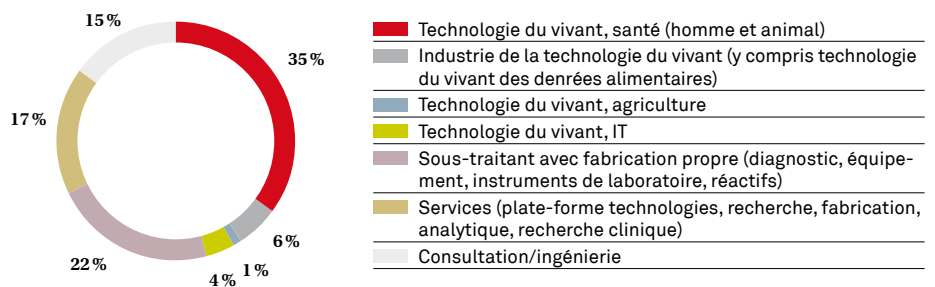 15%
35%
17%
22%
4%
1%
6%
Technologie du vivant, santé (homme et animal)
Industrie de la technologie du vivant (y compris technologie
du vivant des denrées alimentaires)
Technologie du vivant, agriculture
Technologie du vivant, IT
Sous-traitant avec fabrication propre (diagnostic, équipe-
ment, instruments de laboratoire, réactifs)
Services (plate-forme technologies, recherche, fabrication,
analytique, recherche clinique)
Consultation/ingénierie